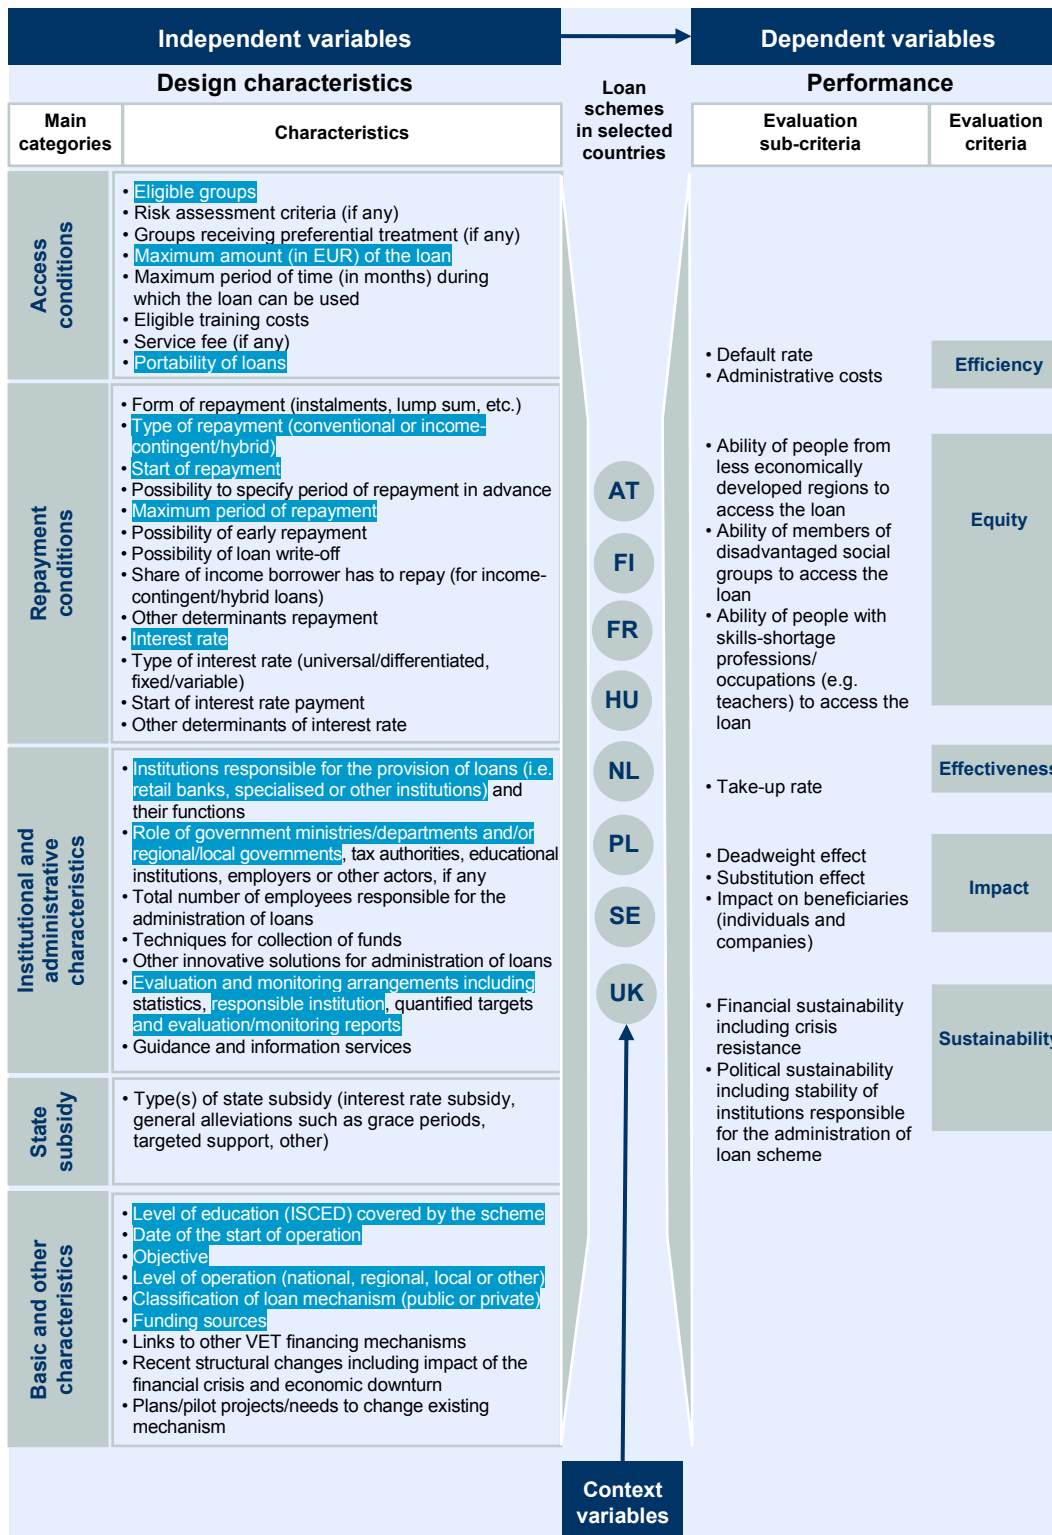 Independent variables
Dependent variables
Design characteristics
Performance
Loan
schemes
in selected
countries
Main
categories
Characteristics
Evaluation
sub-criteria
Evaluation
criteria
Access
conditions
• Eligible groups
• Risk assessment criteria (if any)
• Groups receiving preferential treatment (if any)
• Maximum amount (in EUR) of the loan
• Maximum period of time (in months) during
which the loan can be used
• Eligible training costs
• Service fee (if any)
• Portability of loans
Repayment
conditions
• Form of repayment (instalments, lump sum, etc.)
• Type of repayment (conventional or income-
contingent/hybrid)
• Start of repayment
• Possibility to specify period of repayment in advance
• Maximum period of repayment
• Possibility of early repayment
• Possibility of loan write-off
• Share of income borrower has to repay (for income-
contingent/hybrid loans)
• Other determinants repayment
• Interest rate
• Type of interest rate (universal/differentiated,
fixed/variable)
• Start of interest rate payment
• Other determinants of interest rate
Institutional and
administrative
characteristics
• Institutions responsible for the provision of loans (i.e.
retail banks, specialised or other institutions) and
their functions
• Role of government ministries/departments and/or
regional/local governments, tax authorities, educational
institutions, employers or other actors, if any
• Total number of employees responsible for the
administration of loans
• Techniques for collection of funds
• Other innovative solutions for administration of loans
• Evaluation and monitoring arrangements including
statistics, responsible institution, quantified targets
and evaluation/monitoring reports
• Guidance and information services
State
subsidy
• Type(s) of state subsidy (interest rate subsidy,
general alleviations such as grace periods,
targeted support, other)
Basic and other
characteristics
• Level of education (ISCED) covered by the scheme
• Date of the start of operation
• Objective
• Level of operation (national, regional, local or other)
• Classification of loan mechanism (public or private)
• Funding sources
• Links to other VET financing mechanisms
• Recent structural changes including impact of the
financial crisis and economic downturn
• Plans/pilot projects/needs to change existing
mechanism
AT
FI
FR
HU
NL
PL
SE
UK
Context
variables
• Default rate
• Administrative costs
Efficiency
• Ability of people from
less economically
developed regions to
access the loan
• Ability of members of
disadvantaged social
groups to access the
loan
• Ability of people with
skills-shortage
professions/
occupations (e.g.
teachers) to access the
loan
Equity
• Take-up rate
Effectiveness
• Deadweight effect
• Substitution effect
• Impact on beneficiaries
(individuals and
companies)
Impact
• Financial sustainability
including crisis
resistance
• Political sustainability
including stability of
institutions responsible
for the administration of
loan scheme
Sustainability